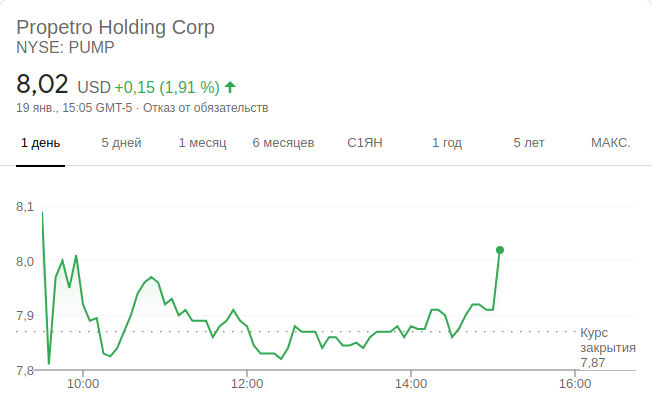 Propetro Holding Corp
NYSE: PUMP
8,02 USD +0,15 (1,91 %)
19 янв., 15:05 GMT-5 · Отказ от обязательств
1 день 5 дней 1 месяц 6 месяцев С1ЯН 1 год 5 лет МАКС.
8,1
8,0
7,9
7,8
Курс
закрытия
7,87
10:00 12:00 14:00 16:00